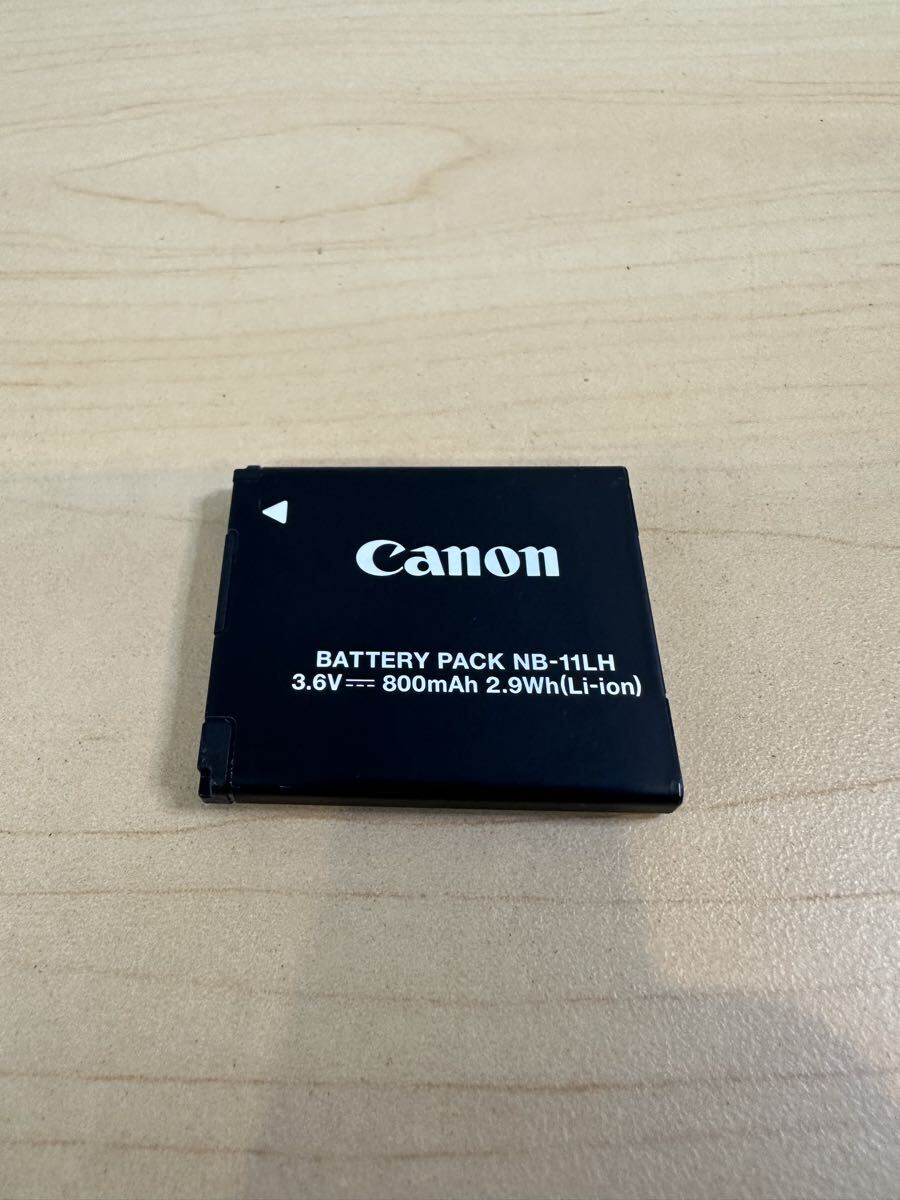 Canon
BATTERY PACK NB-11LH
3.6V⎓ 800mAh 2.9Wh(Li-ion)